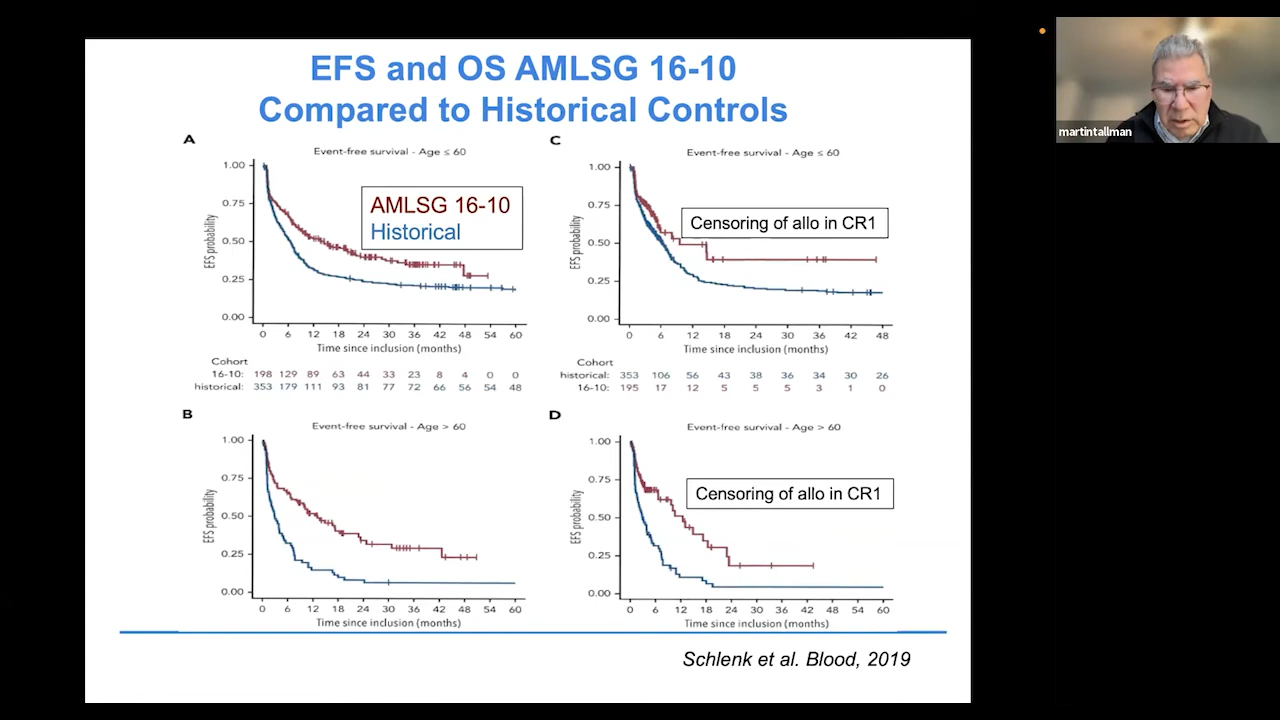 EFS and OS AMLSG 16-10
Compared to Historical Controls
martintallman
A
Event-free survival - Age ≤ 60
AMLSG 16-10
Historical
EFS probability
1.00
0.75
0.50
0.25
0.00
0 6 12 18 24 30 36 42 48 54 60
Time since inclusion (months)
Cohort
16-10: 198 129 89 63 44 33 23 8 4 0 0
historical: 353 179 111 93 81 77 72 66 56 54 48
C
Event-free survival - Age ≤ 60
Censoring of allo in CR1
EFS probability
1.00
0.75
0.50
0.25
0.00
0 6 12 18 24 30 36 42 48
Time since inclusion (months)
Cohort
historical: 353 106 56 43 38 36 34 30 26
16-10: 195 17 12 5 5 5 3 1 0
B
Event-free survival - Age > 60
EFS probability
1.00
0.75
0.50
0.25
0.00
0 6 12 18 24 30 36 42 48 54 60
Time since inclusion (months)
D
Event-free survival - Age > 60
Censoring of allo in CR1
EFS probability
1.00
0.75
0.50
0.25
0.00
0 6 12 18 24 30 36 42 48 54 60
Time since inclusion (months)
Schlenk et al. Blood, 2019